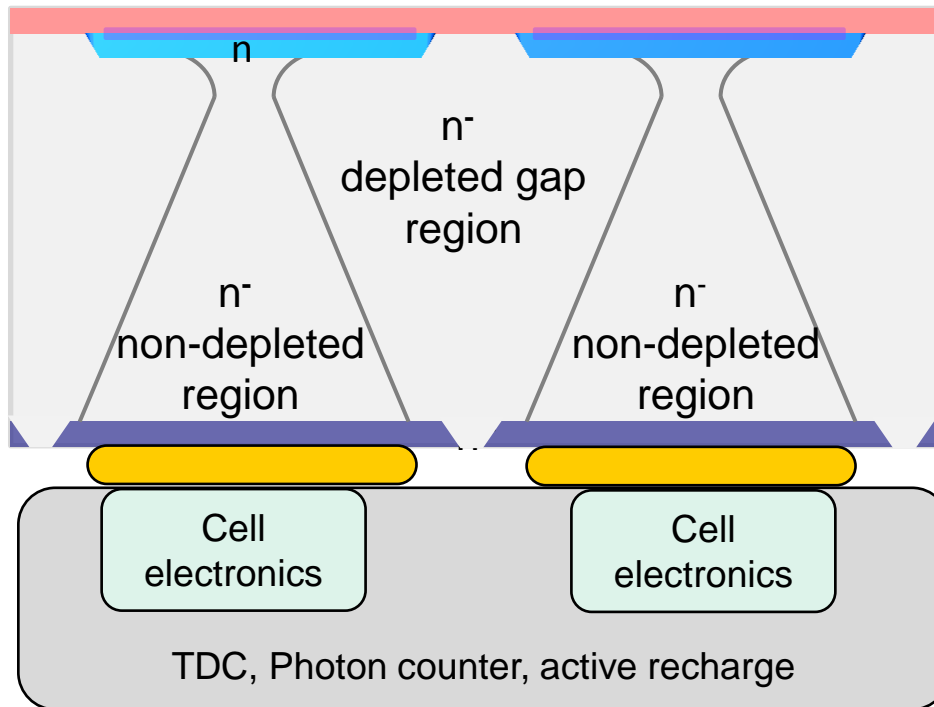 n
n⁻
depleted gap
region
n⁻
non-depleted
region
n⁻
non-depleted
region
Cell
electronics
Cell
electronics
TDC, Photon counter, active recharge